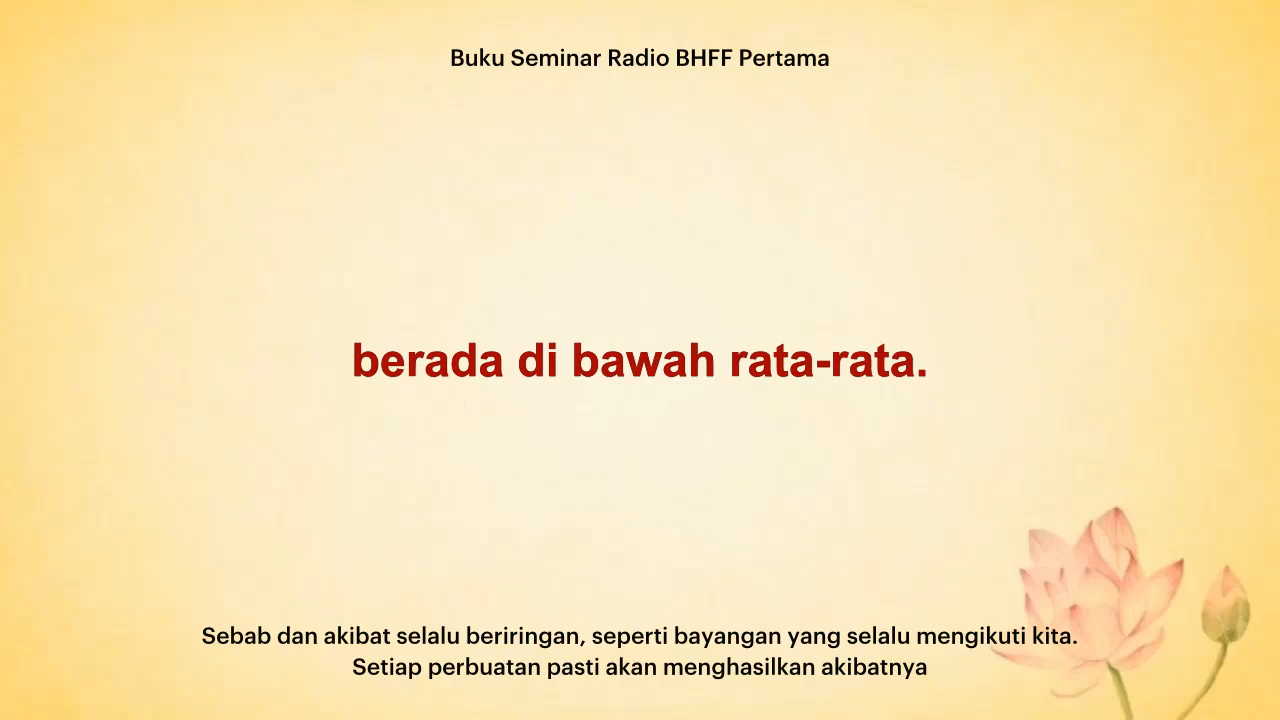 Buku Seminar Radio BHFF Pertama
berada di bawah rata-rata.
Sebab dan akibat selalu beriringan, seperti bayangan yang selalu mengikuti kita.
Setiap perbuatan pasti akan menghasilkan akibatnya